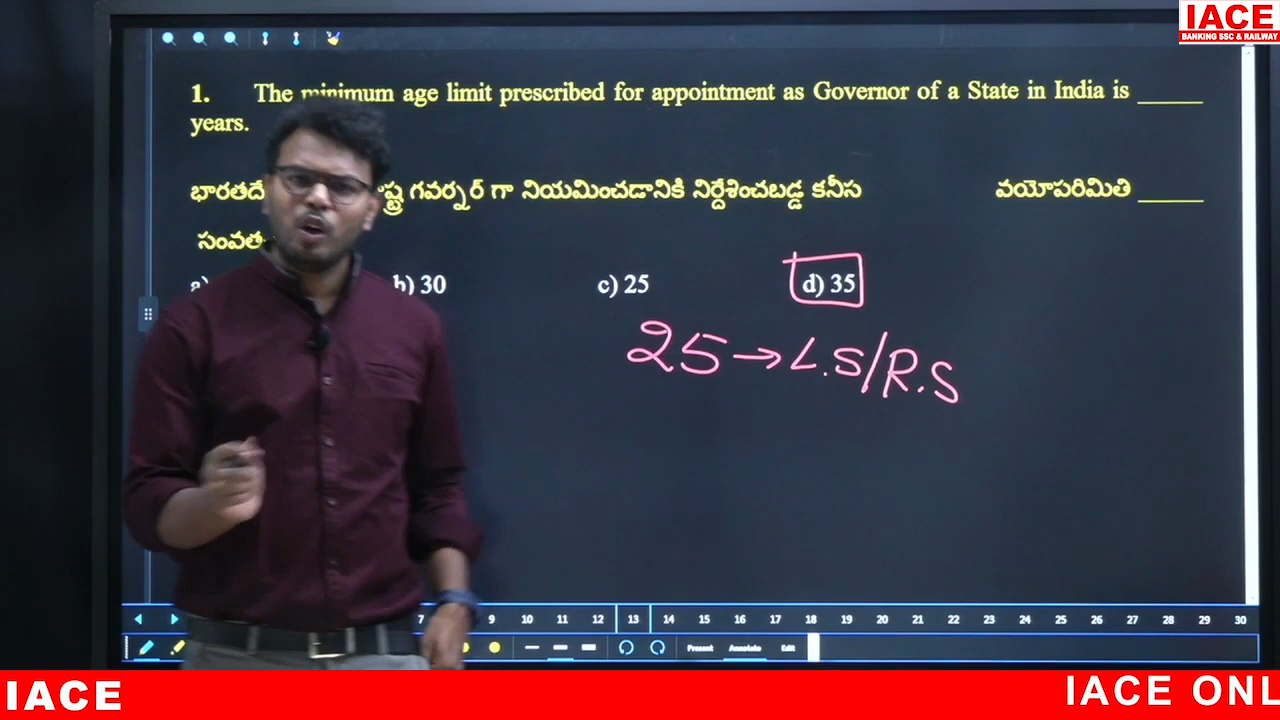 IACE
BANKING SSC & RAILWAY
1. The minimum age limit prescribed for appointment as Governor of a State in India is _____
years.
గవర్నర్ గా నియమించడానికి నిర్దేశించబడ్డ కనీస వయోపరిమితి _____
b) 30 c) 25 d) 35
25 → L.S/R.S
7 9 10 11 12 13 14 15 16 17 18 19 20 21 22 23 24 25 26 27 28 29 30
Present Annotate Edit
IACE IACE ONL